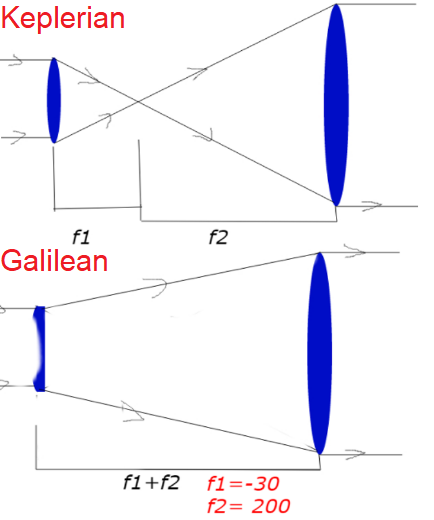 Keplerian
f1 f2
Galilean
f1+f2 f1=-30
f2= 200